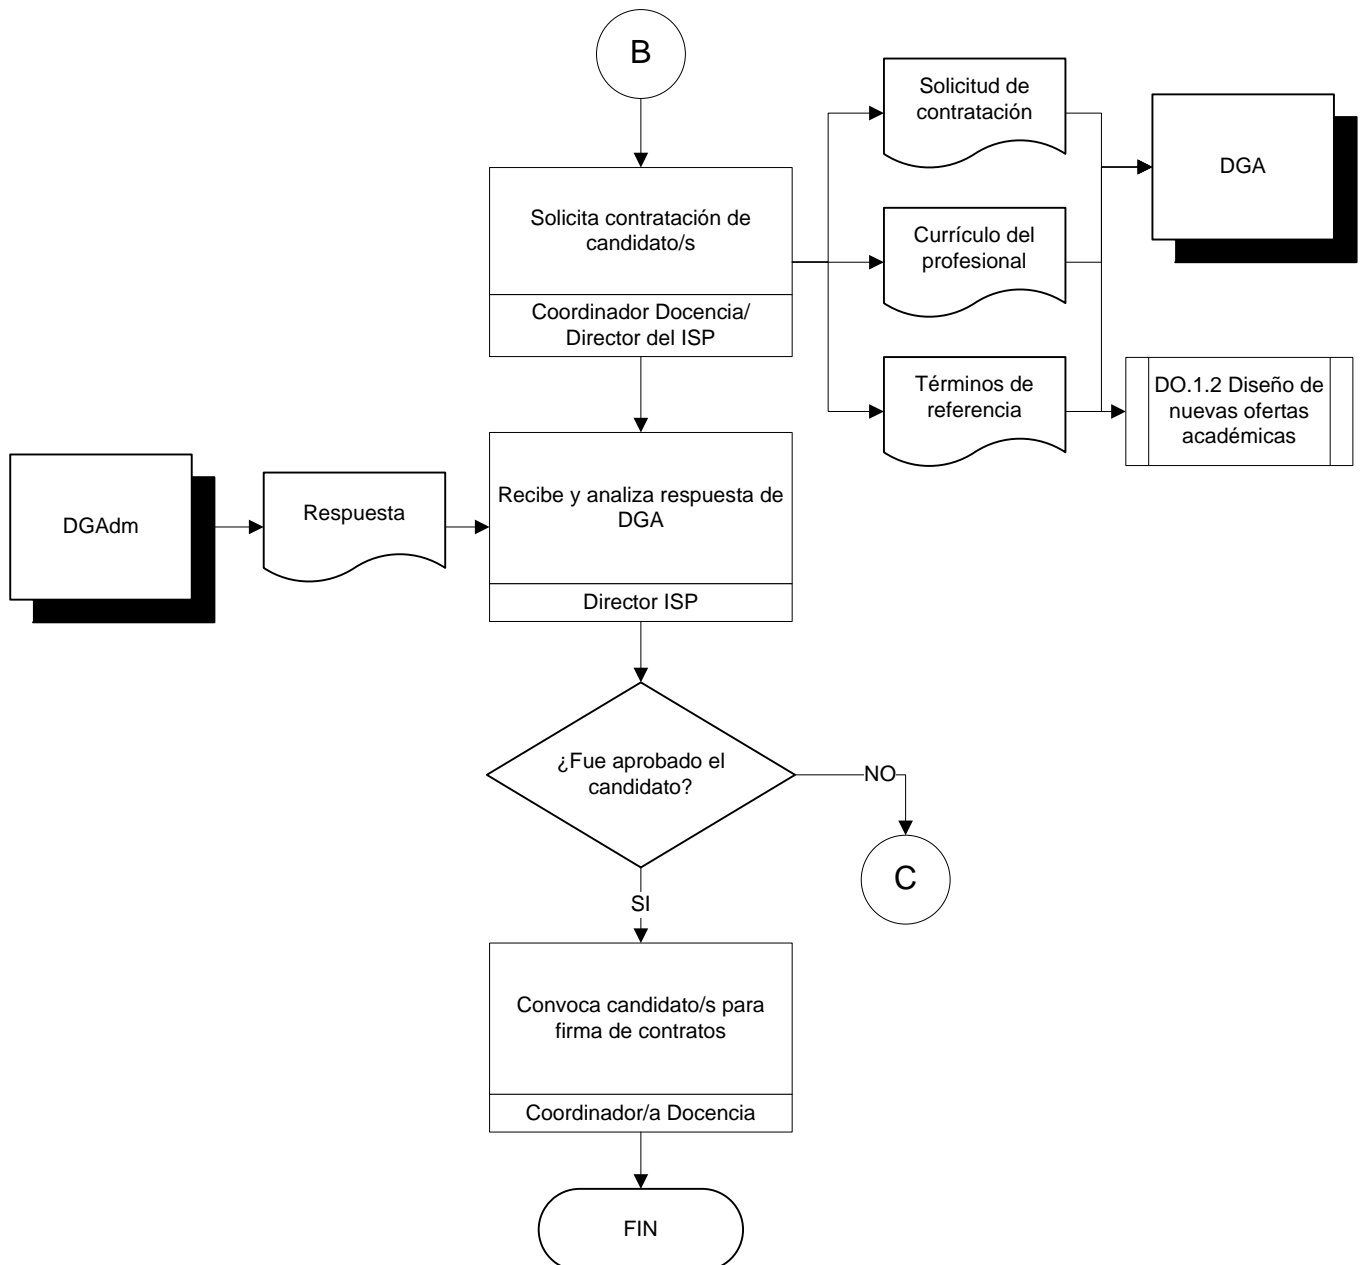 B
Solicitud de
contratación
DGA
Solicita contratación de
candidato/s
Currículo del
profesional
Coordinador Docencia/
Director del ISP
Términos de
referencia
DO.1.2 Diseño de
nuevas ofertas
académicas
DGAdm
Respuesta
Recibe y analiza respuesta de
DGA
Director ISP
¿Fue aprobado el
candidato?
NO
C
SI
Convoca candidato/s para
firma de contratos
Coordinador/a Docencia
FIN